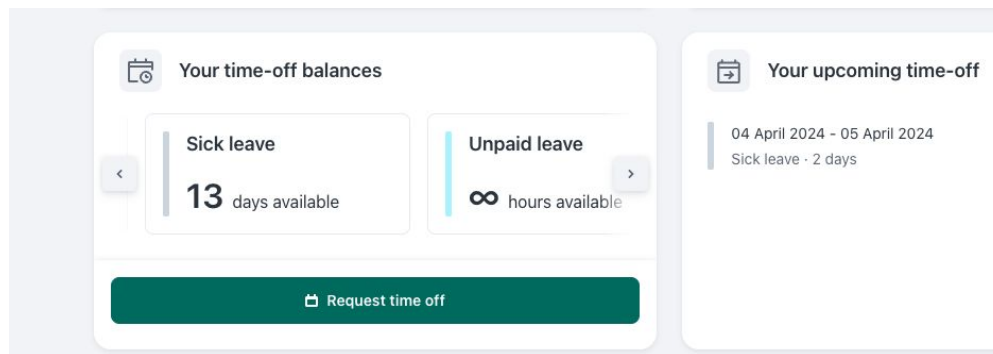 Your time-off balances
Sick leave
13 days available
Unpaid leave
∞ hours available
Request time off
Your upcoming time-off
04 April 2024 - 05 April 2024
Sick leave · 2 days